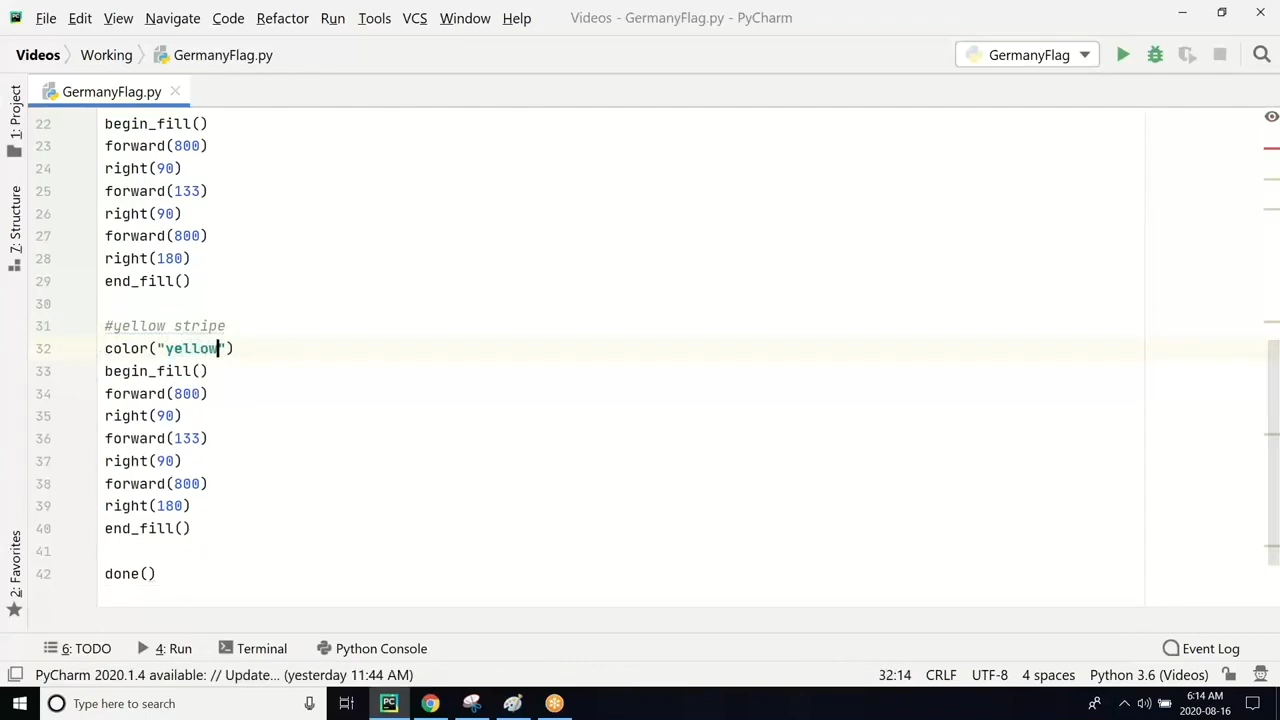 File Edit View Navigate Code Refactor Run Tools VCS Window Help Videos - GermanyFlag.py - PyCharm
Videos Working GermanyFlag.py GermanyFlag
1: Project
7: Structure
2: Favorites
GermanyFlag.py
22 begin_fill()
23 forward(800)
24 right(90)
25 forward(133)
26 right(90)
27 forward(800)
28 right(180)
29 end_fill()
30
31 #yellow stripe
32 color("yellow")
33 begin_fill()
34 forward(800)
35 right(90)
36 forward(133)
37 right(90)
38 forward(800)
39 right(180)
40 end_fill()
41
42 done()
6: TODO 4: Run Terminal Python Console Event Log
PyCharm 2020.1.4 available: // Update... (yesterday 11:44 AM) 32:14 CRLF UTF-8 4 spaces Python 3.6 (Videos)
PC Type here to search 6:14 AM
2020-08-16